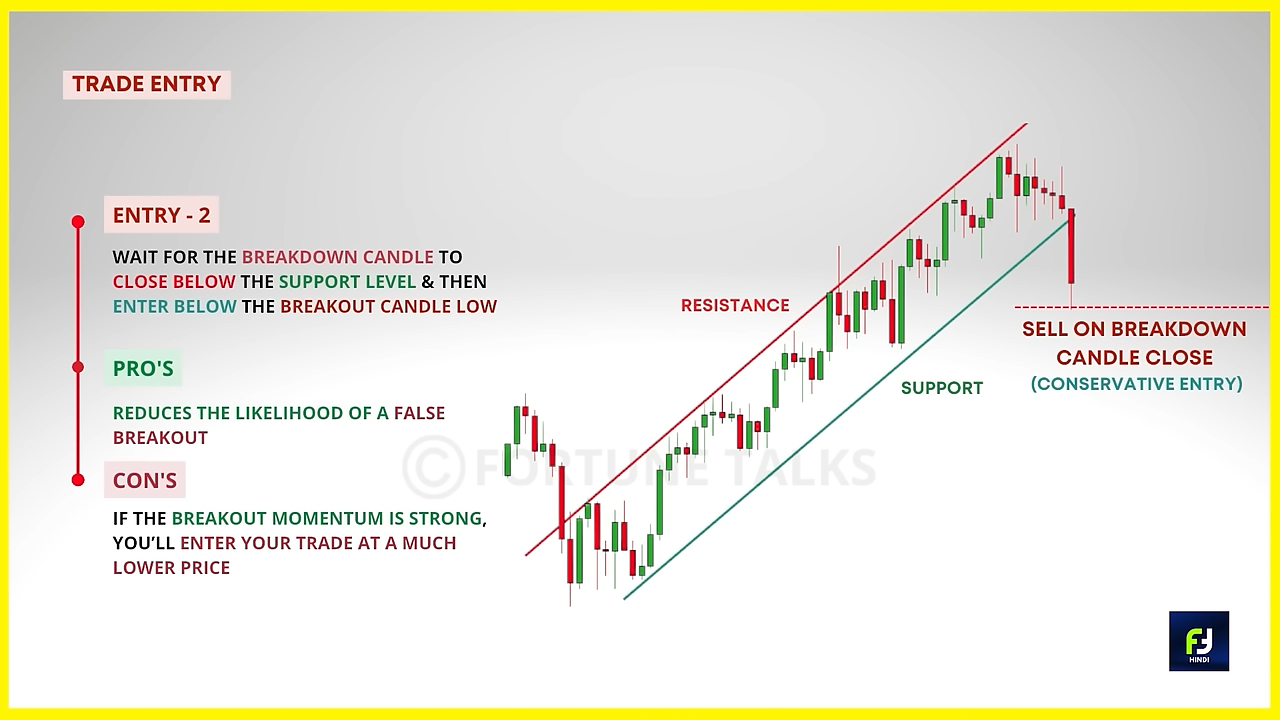 TRADE ENTRY
ENTRY - 2
WAIT FOR THE BREAKDOWN CANDLE TO
CLOSE BELOW THE SUPPORT LEVEL & THEN
ENTER BELOW THE BREAKOUT CANDLE LOW
PRO'S
REDUCES THE LIKELIHOOD OF A FALSE
BREAKOUT
CON'S
IF THE BREAKOUT MOMENTUM IS STRONG,
YOU’LL ENTER YOUR TRADE AT A MUCH
LOWER PRICE
RESISTANCE
SUPPORT
SELL ON BREAKDOWN
CANDLE CLOSE
(CONSERVATIVE ENTRY)
© FORTUNE TALKS
HINDI